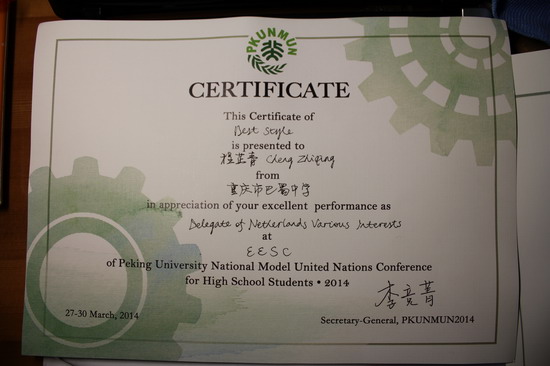 PKUNMUN
CERTIFICATE
This Certificate of
Best Style
is presented to
程芷菁 Cheng Zhiqing
from
重庆市巴蜀中学
in appreciation of your excellent performance as
Delegate of Netherlands Various Interests
at
EESC
of Peking University National Model United Nations Conference
for High School Students • 2014
27-30 March, 2014
Secretary-General, PKUNMUN2014